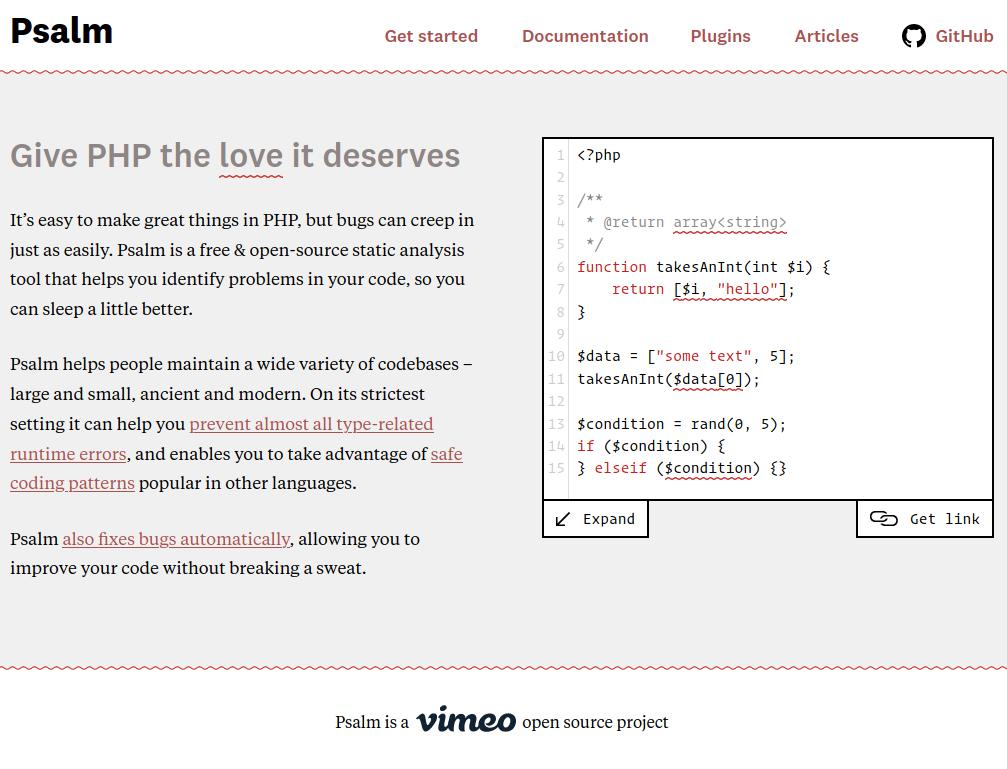 Psalm
Get started
Documentation
Plugins
Articles
GitHub
Give PHP the love it deserves
It’s easy to make great things in PHP, but bugs can creep in
just as easily. Psalm is a free & open-source static analysis
tool that helps you identify problems in your code, so you
can sleep a little better.
Psalm helps people maintain a wide variety of codebases –
large and small, ancient and modern. On its strictest
setting it can help you prevent almost all type-related
runtime errors, and enables you to take advantage of safe
coding patterns popular in other languages.
Psalm also fixes bugs automatically, allowing you to
improve your code without breaking a sweat.
1 <?php
2
3 /**
4  * @return array<string>
5  */
6 function takesAnInt(int $i) {
7     return [$i, "hello"];
8 }
9
10 $data = ["some text", 5];
11 takesAnInt($data[0]);
12
13 $condition = rand(0, 5);
14 if ($condition) {
15 } elseif ($condition) {}
Expand
Get link
Psalm is a vimeo open source project